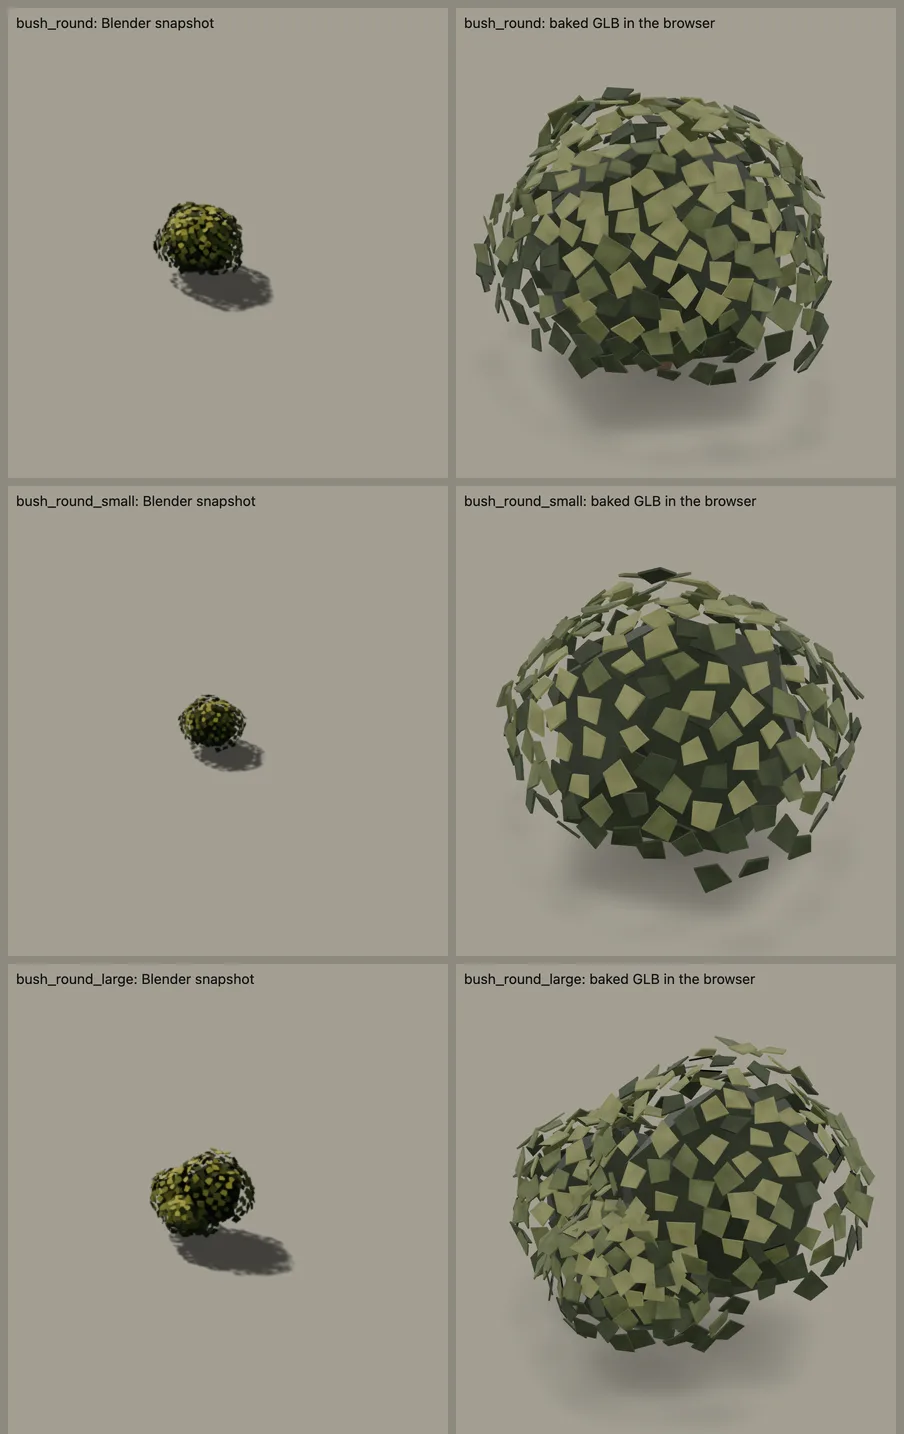 bush_round: Blender snapshot
bush_round: baked GLB in the browser
bush_round_small: Blender snapshot
bush_round_small: baked GLB in the browser
bush_round_large: Blender snapshot
bush_round_large: baked GLB in the browser